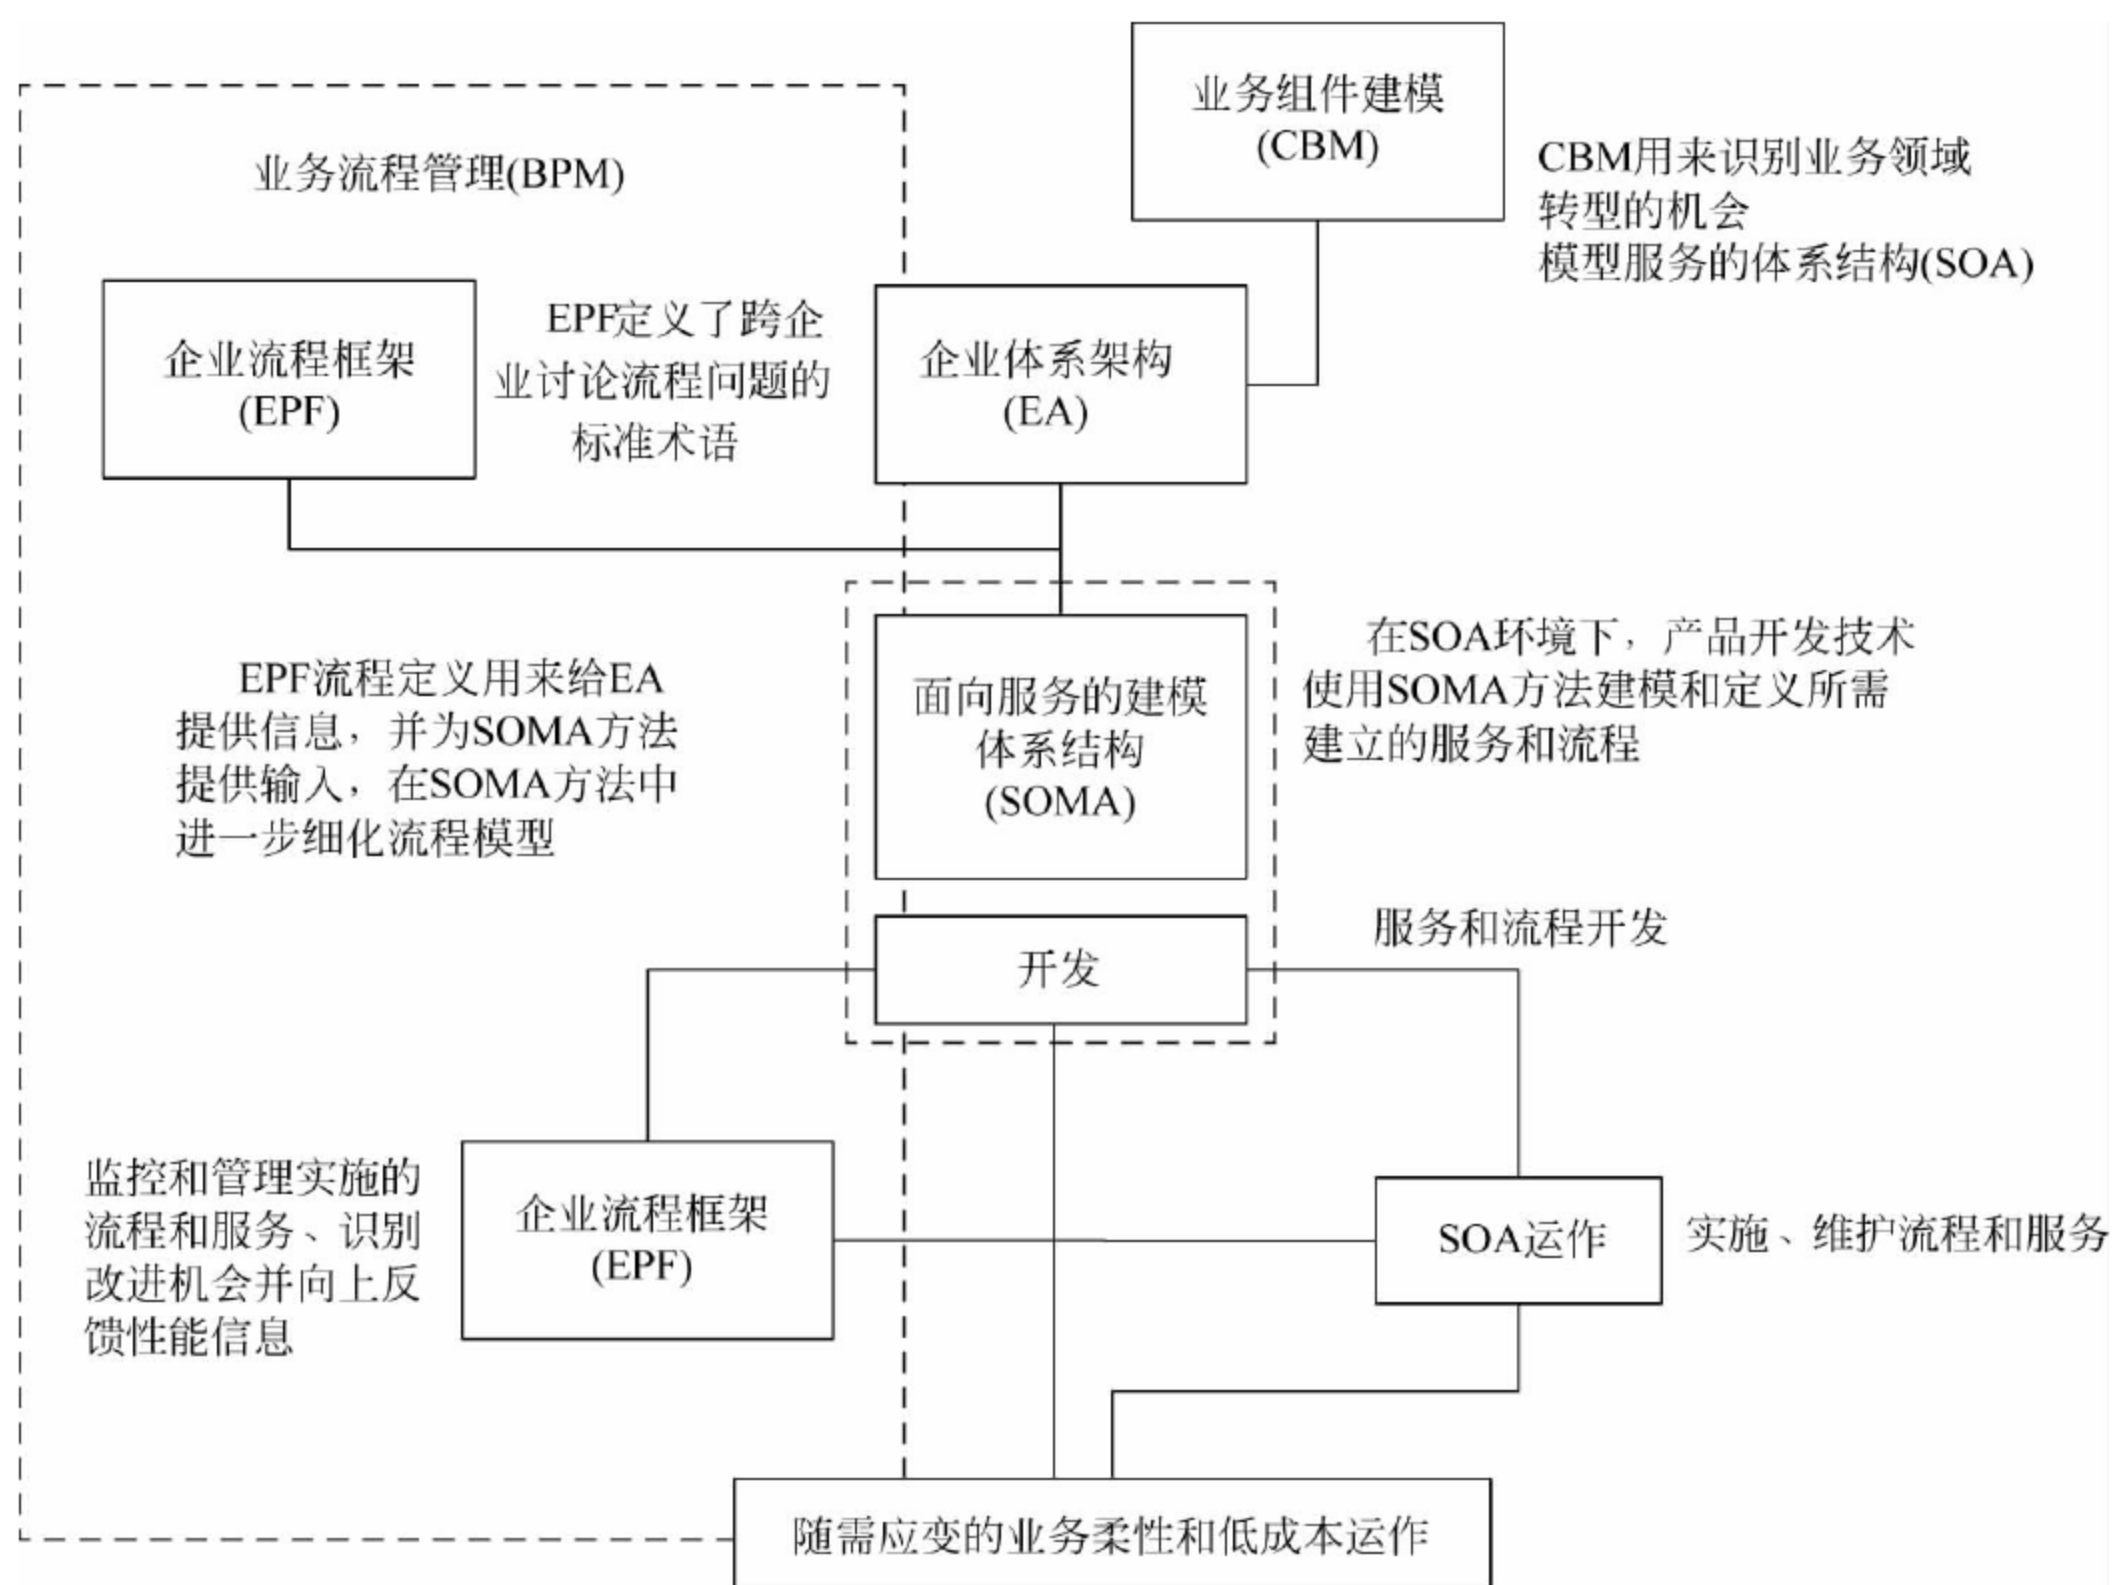 业务组件建模
(CBM)
CBM用来识别业务领域
转型的机会
模型服务的体系结构(SOA)
业务流程管理(BPM)
企业流程框架
(EPF)
EPF定义了跨企
业讨论流程问题的
标准术语
企业体系架构
(EA)
EPF流程定义用来给EA
提供信息，并为SOMA方法
提供输入，在SOMA方法中
进一步细化流程模型
面向服务的建模
体系结构
(SOMA)
在SOA环境下，产品开发技术
使用SOMA方法建模和定义所需
建立的服务和流程
开发
服务和流程开发
监控和管理实施的
流程和服务、识别
改进机会并向上反
馈性能信息
企业流程框架
(EPF)
SOA运作
实施、维护流程和服务
随需应变的业务柔性和低成本运作